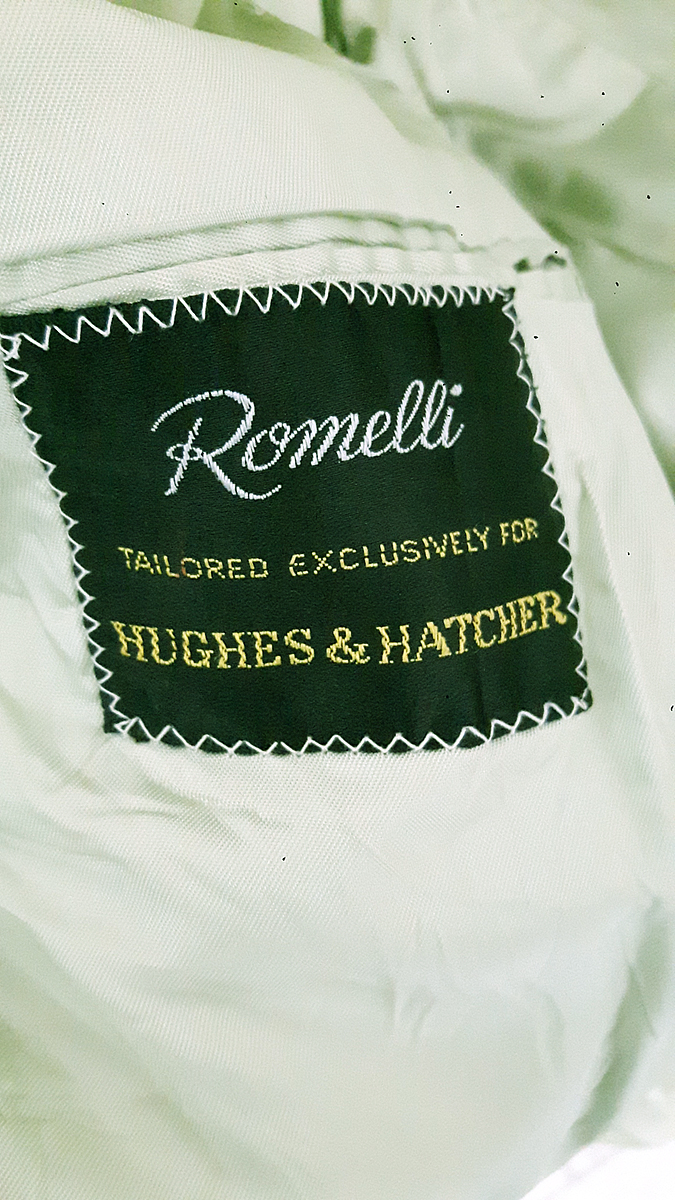 Romelli
TAILORED EXCLUSIVELY FOR
HUGHES & HATCHER